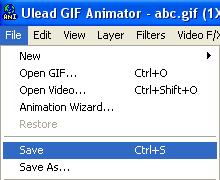 Ulead GIF Animator - abc.gif (1X
File Edit View Layer Filters Video F/X
New
Open GIF... Ctrl+O
Open Video... Ctrl+Shift+O
Animation Wizard...
Restore
Save Ctrl+S
Save As...